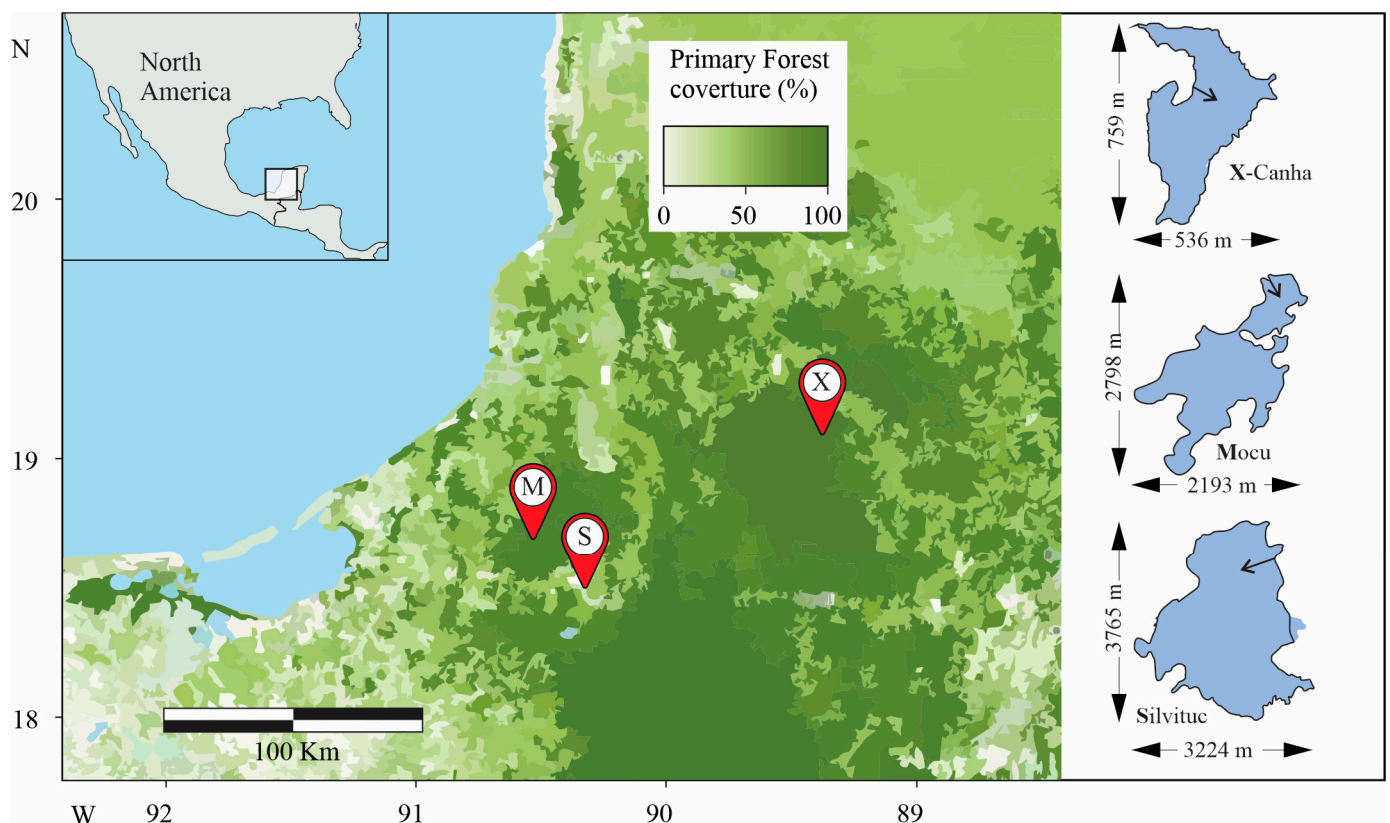 N
North
America
Primary Forest
coverture (%)
0 50 100
20
19
18
X
M
S
100 Km
W 92 91 90 89
759 m
X-Canha
536 m
2798 m
Mocu
2193 m
3765 m
Silvituc
3224 m